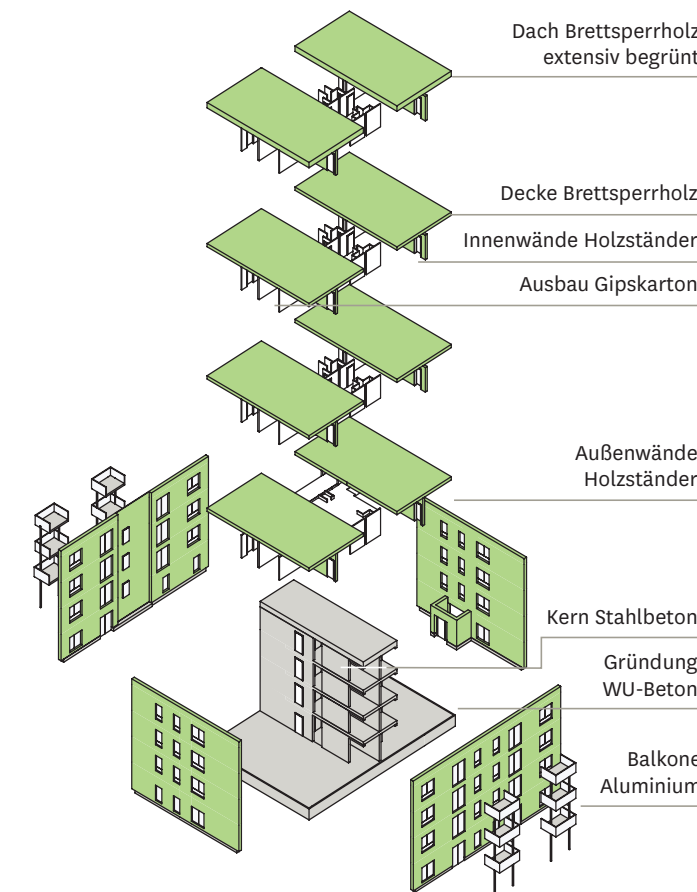 Dach Brettsperrholz
extensiv begrünt
Decke Brettsperrholz
Innenwände Holzständer
Ausbau Gipskarton
Außenwände
Holzständer
Kern Stahlbeton
Gründung
WU-Beton
Balkone
Aluminium